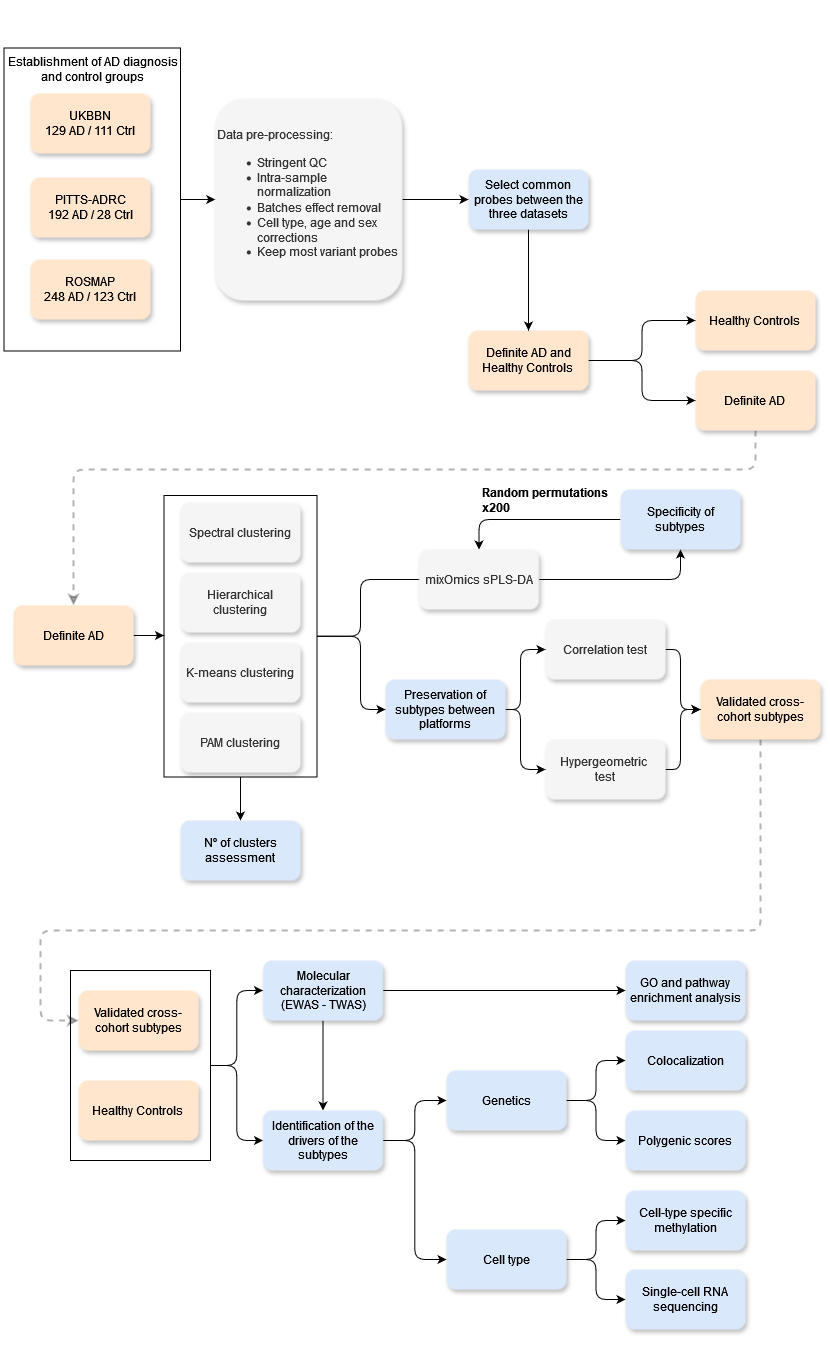 Establishment of AD diagnosis
and control groups
UKBBN
129 AD / 111 Ctrl
PITTS-ADRC
192 AD / 28 Ctrl
ROSMAP
248 AD / 123 Ctrl
Data pre-processing:
• Stringent QC
• Intra-sample
normalization
• Batches effect removal
• Cell type, age and sex
corrections
• Keep most variant probes
Select common
probes between the
three datasets
Definite AD and
Healthy Controls
Healthy Controls
Definite AD
Definite AD
Spectral clustering
Hierarchical
clustering
K-means clustering
PAM clustering
Nº of clusters
assessment
Random permutations
x200
mixOmics sPLS-DA
Specificity of
subtypes
Preservation of
subtypes between
platforms
Correlation test
Hypergeometric
test
Validated cross-
cohort subtypes
Validated cross-
cohort subtypes
Healthy Controls
Molecular
characterization
(EWAS - TWAS)
Identification of the
drivers of the
subtypes
GO and pathway
enrichment analysis
Genetics
Colocalization
Polygenic scores
Cell type
Cell-type specific
methylation
Single-cell RNA
sequencing